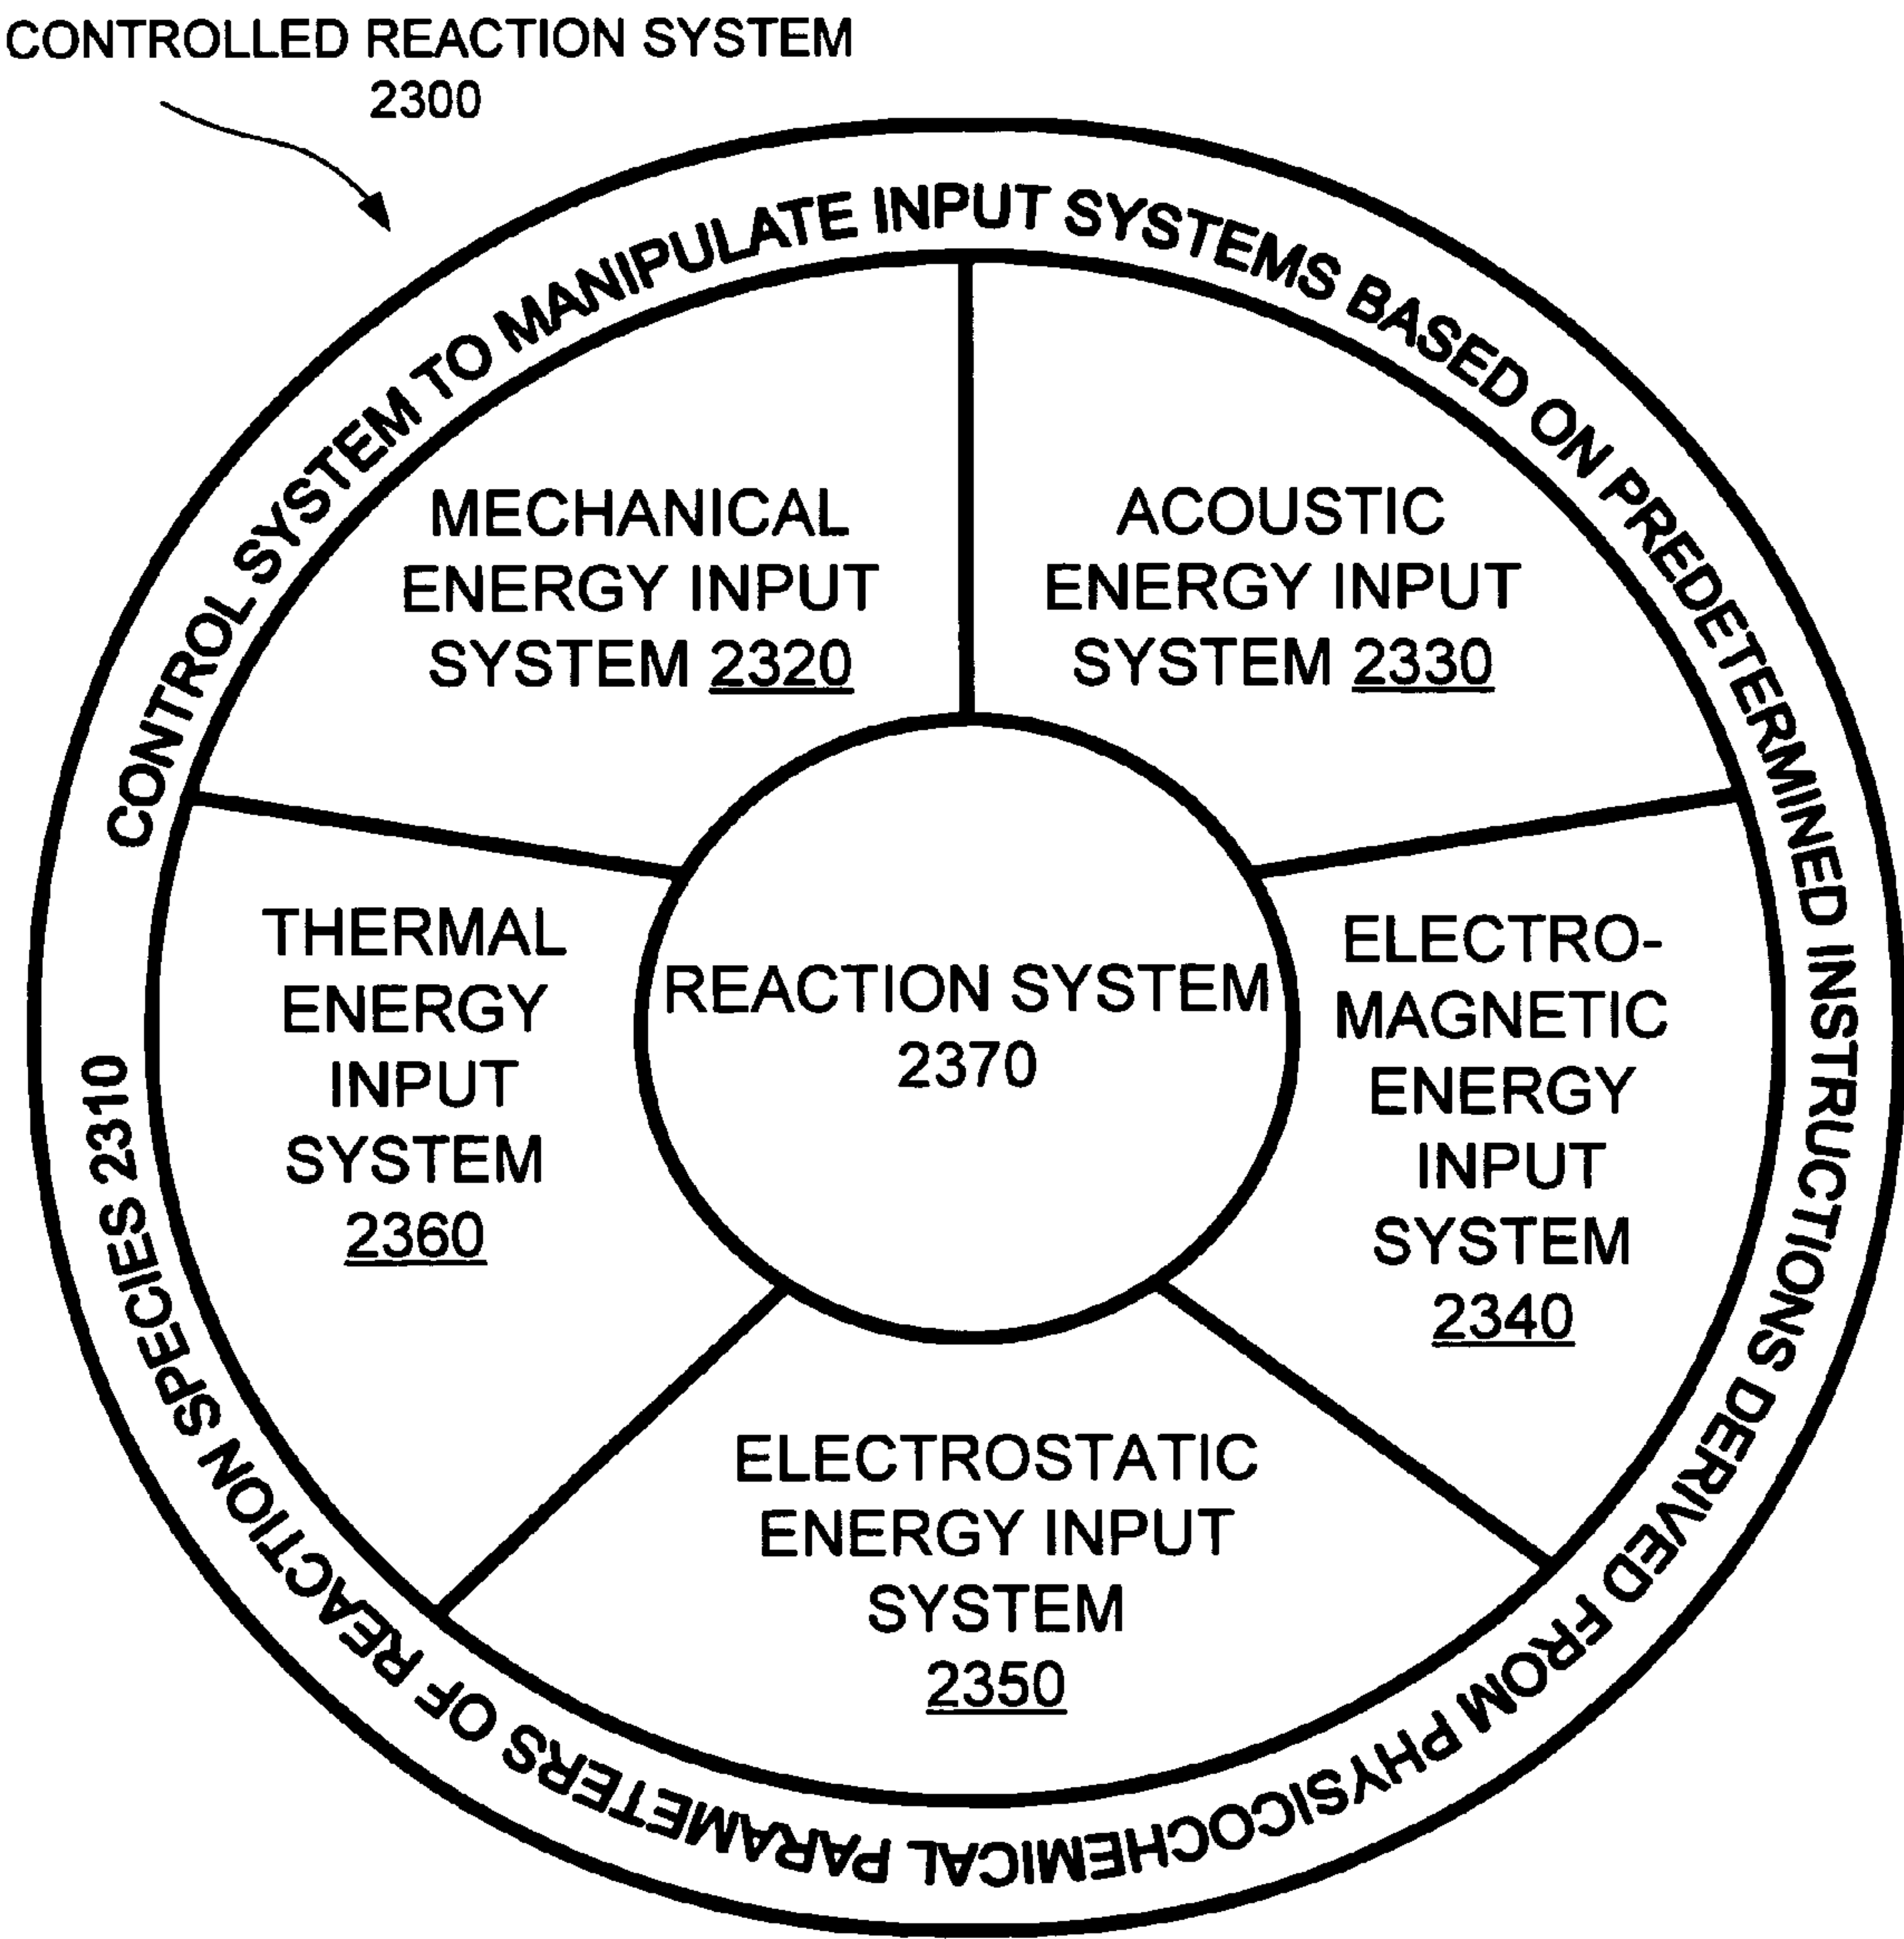 CONTROLLED REACTION SYSTEM
2300
CONTROL SYSTEM TO MANIPULATE INPUT SYSTEMS BASED ON PREDETERMINED INSTRUCTIONS DERIVED FROM PHYSICOCHEMICAL PARAMETERS OF REACTION SPECIES 2310
MECHANICAL
ENERGY INPUT
SYSTEM 2320
ACOUSTIC
ENERGY INPUT
SYSTEM 2330
THERMAL
ENERGY
INPUT
SYSTEM
2360
REACTION SYSTEM
2370
ELECTRO-
MAGNETIC
ENERGY
INPUT
SYSTEM
2340
ELECTROSTATIC
ENERGY INPUT
SYSTEM
2350